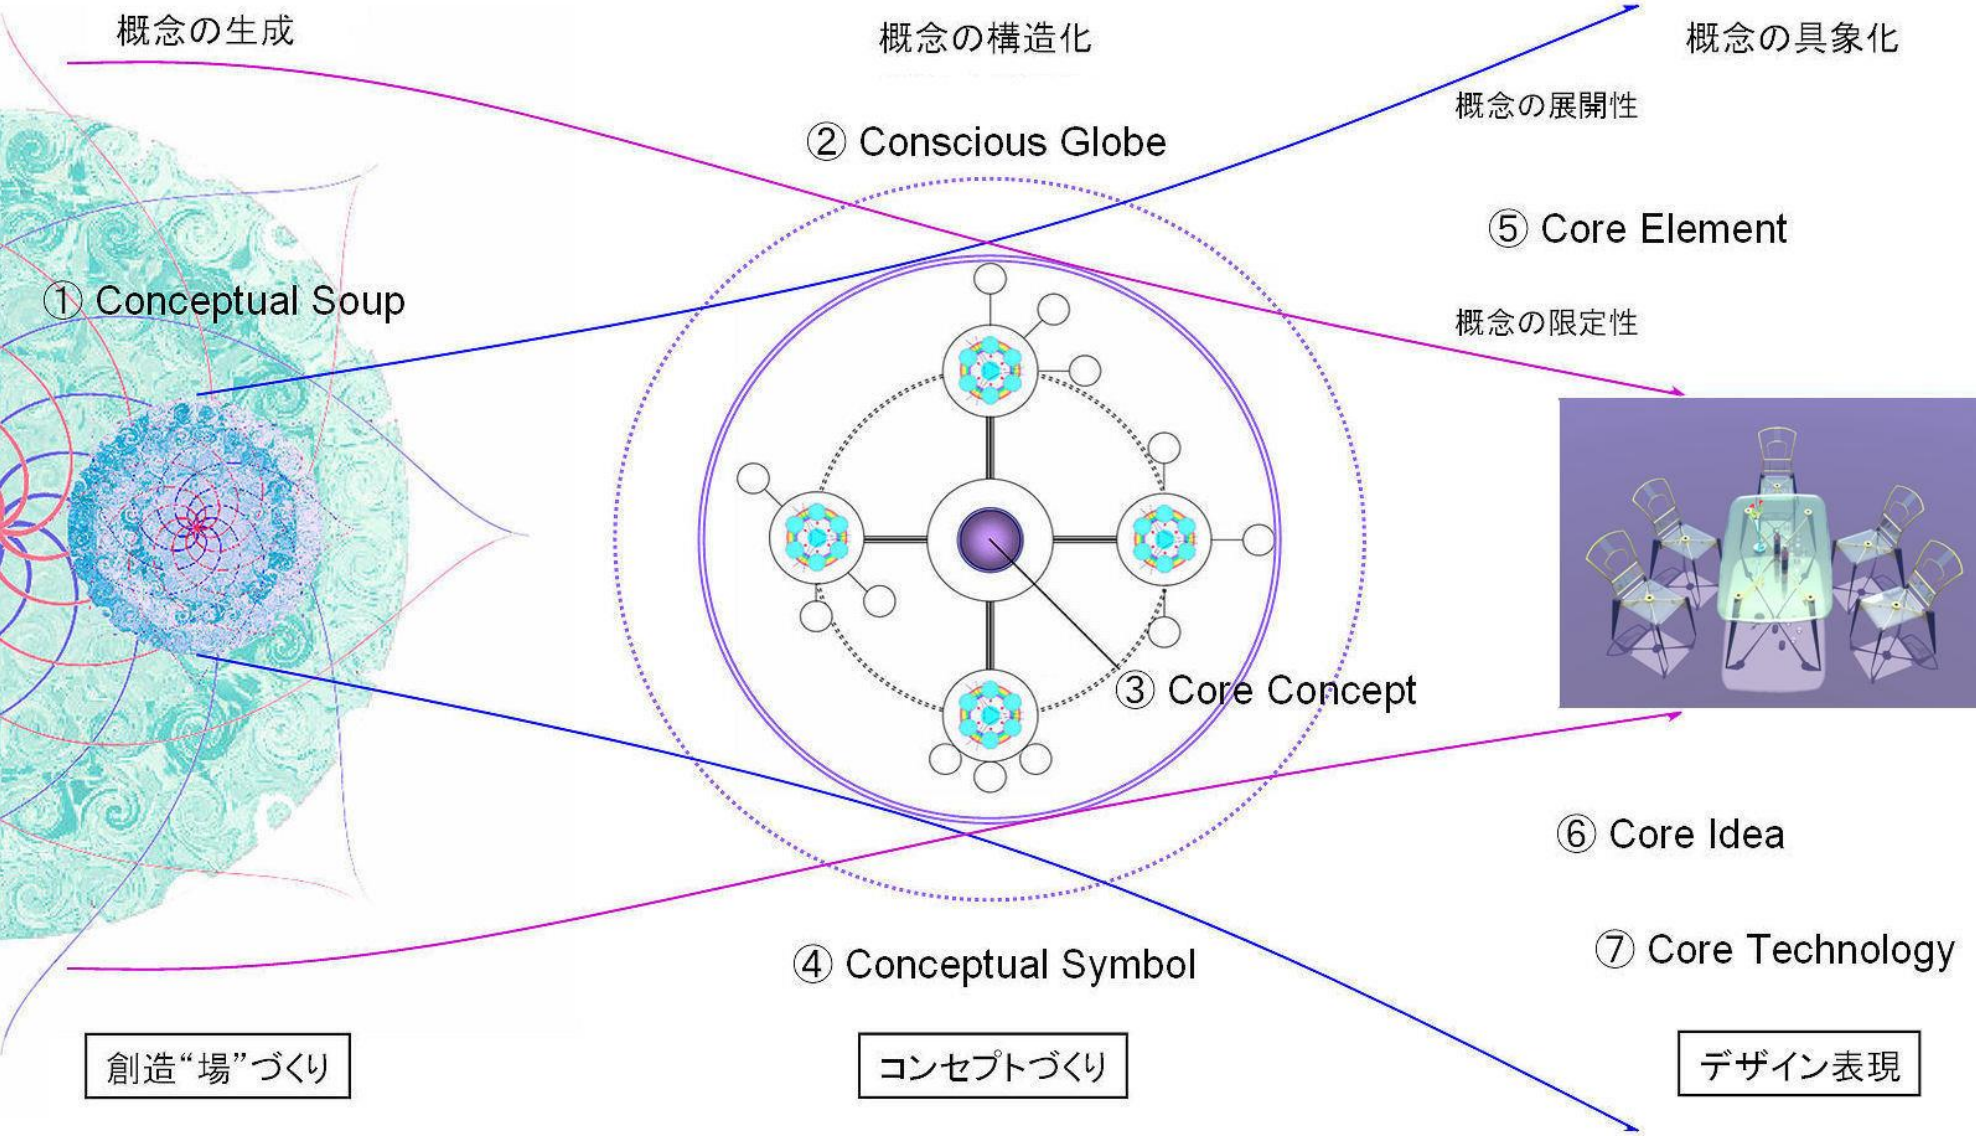 概念の生成
概念の構造化
概念の具象化
概念の展開性
② Conscious Globe
⑤ Core Element
① Conceptual Soup
概念の限定性
③ Core Concept
⑥ Core Idea
⑦ Core Technology
④ Conceptual Symbol
創造“場”づくり
コンセプトづくり
デザイン表現